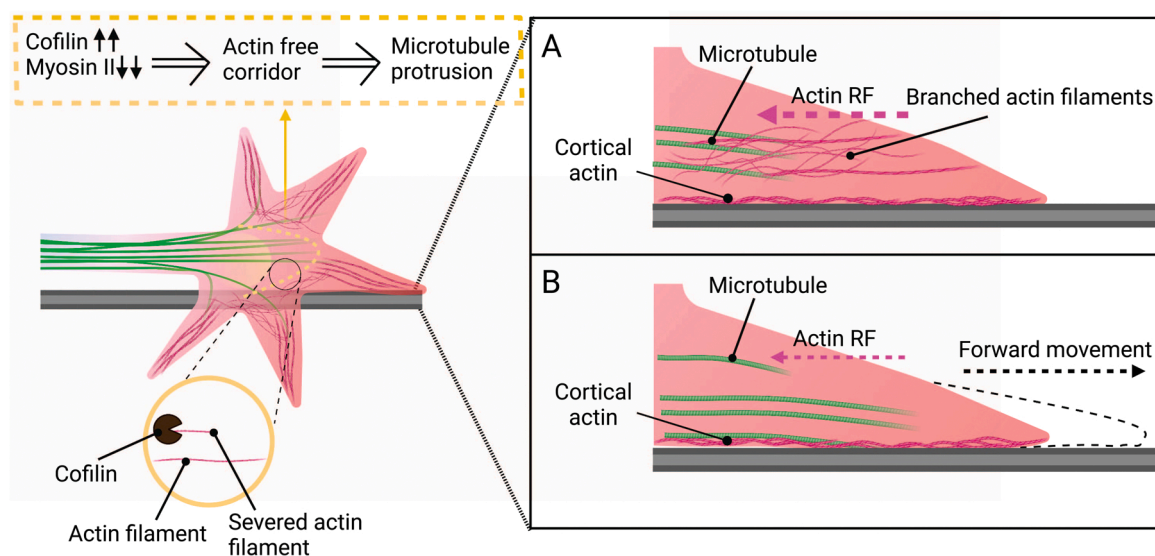 Cofilin ↑↑
Myosin II↓↓
Actin free
corridor
Microtubule
protrusion
Cofilin
Actin filament
Severed actin
filament
A
Microtubule
Actin RF
Branched actin filaments
Cortical
actin
B
Microtubule
Actin RF
Forward movement
Cortical
actin